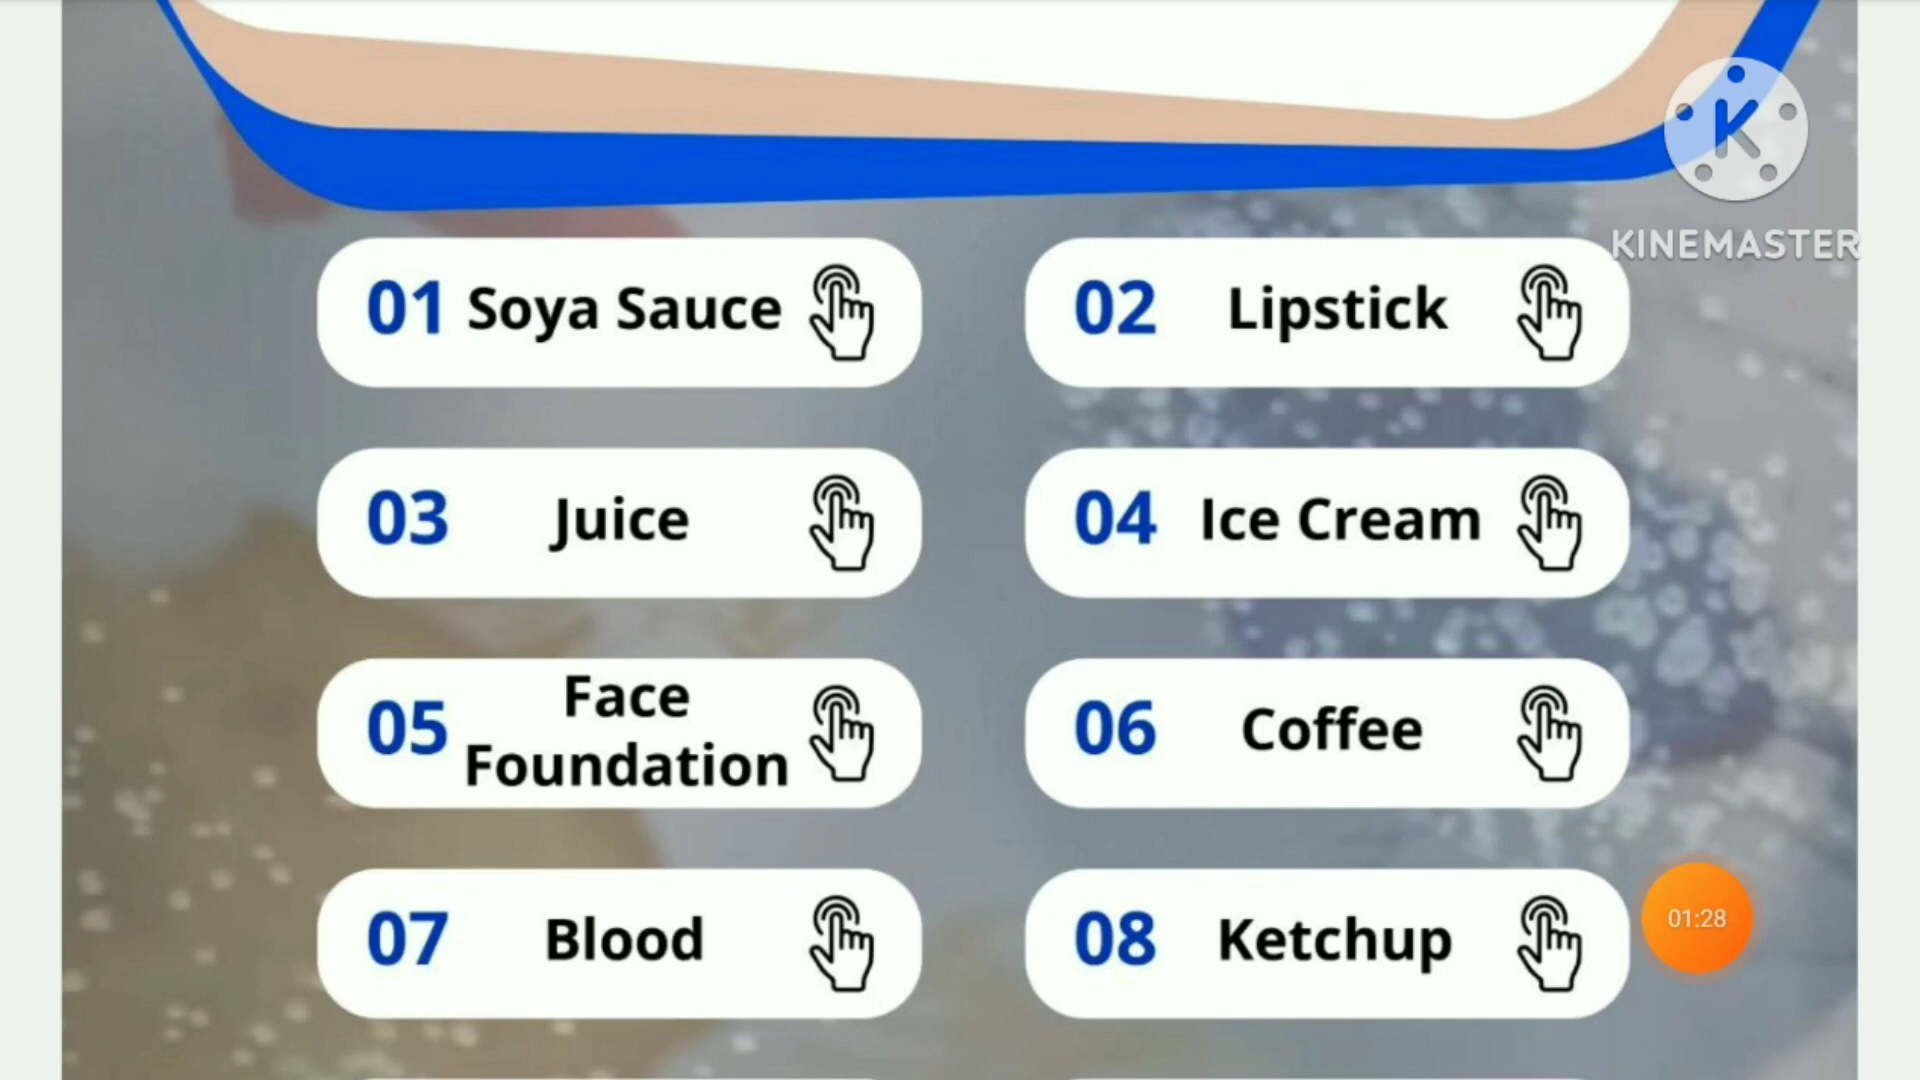 KINEMASTER
01 Soya Sauce
02 Lipstick
03 Juice
04 Ice Cream
05 Face
Foundation
06 Coffee
07 Blood
08 Ketchup
01:28